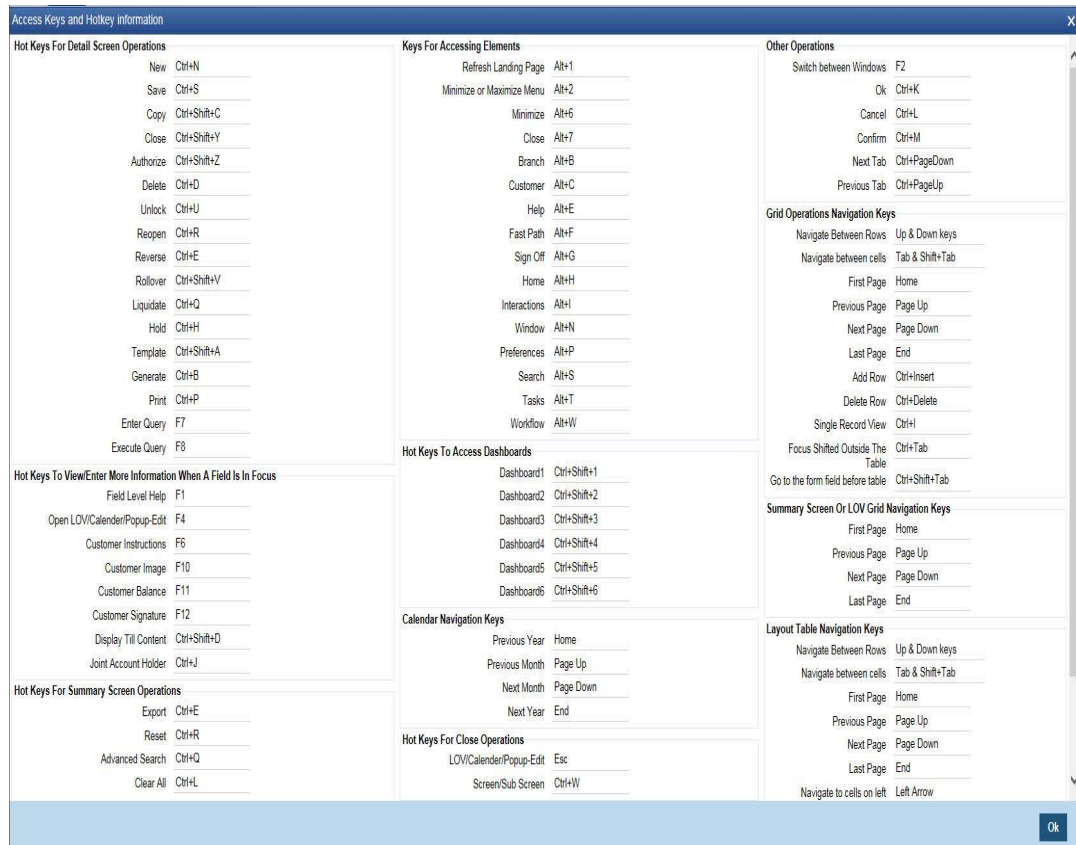 Access Keys and Hotkey information X
Hot Keys For Detail Screen Operations
New Ctrl+N
Save Ctrl+S
Copy Ctrl+Shift+C
Close Ctrl+Shift+Y
Authorize Ctrl+Shift+Z
Delete Ctrl+D
Unlock Ctrl+U
Reopen Ctrl+R
Reverse Ctrl+E
Rollover Ctrl+Shift+V
Liquidate Ctrl+Q
Hold Ctrl+H
Template Ctrl+Shift+A
Generate Ctrl+B
Print Ctrl+P
Enter Query F7
Execute Query F8
Hot Keys To View/Enter More Information When A Field Is In Focus
Field Level Help F1
Open LOV/Calender/Popup-Edit F4
Customer Instructions F6
Customer Image F10
Customer Balance F11
Customer Signature F12
Display Till Content Ctrl+Shift+D
Joint Account Holder Ctrl+J
Hot Keys For Summary Screen Operations
Export Ctrl+E
Reset Ctrl+R
Advanced Search Ctrl+Q
Clear All Ctrl+L
Keys For Accessing Elements
Refresh Landing Page Alt+1
Minimize or Maximize Menu Alt+2
Minimize Alt+6
Close Alt+7
Branch Alt+B
Customer Alt+C
Help Alt+E
Fast Path Alt+F
Sign Off Alt+G
Home Alt+H
Interactions Alt+I
Window Alt+N
Preferences Alt+P
Search Alt+S
Tasks Alt+T
Workflow Alt+W
Hot Keys To Access Dashboards
Dashboard1 Ctrl+Shift+1
Dashboard2 Ctrl+Shift+2
Dashboard3 Ctrl+Shift+3
Dashboard4 Ctrl+Shift+4
Dashboard5 Ctrl+Shift+5
Dashboard6 Ctrl+Shift+6
Calendar Navigation Keys
Previous Year Home
Previous Month Page Up
Next Month Page Down
Next Year End
Hot Keys For Close Operations
LOV/Calender/Popup-Edit Esc
Screen/Sub Screen Ctrl+W
Other Operations
Switch between Windows F2
Ok Ctrl+K
Cancel Ctrl+L
Confirm Ctrl+M
Next Tab Ctrl+PageDown
Previous Tab Ctrl+PageUp
Grid Operations Navigation Keys
Navigate Between Rows Up & Down keys
Navigate between cells Tab & Shift+Tab
First Page Home
Previous Page Page Up
Next Page Page Down
Last Page End
Add Row Ctrl+Insert
Delete Row Ctrl+Delete
Single Record View Ctrl+I
Focus Shifted Outside The Ctrl+Tab
Table
Go to the form field before table Ctrl+Shift+Tab
Summary Screen Or LOV Grid Navigation Keys
First Page Home
Previous Page Page Up
Next Page Page Down
Last Page End
Layout Table Navigation Keys
Navigate Between Rows Up & Down keys
Navigate between cells Tab & Shift+Tab
First Page Home
Previous Page Page Up
Next Page Page Down
Last Page End
Navigate to cells on left Left Arrow
Ok